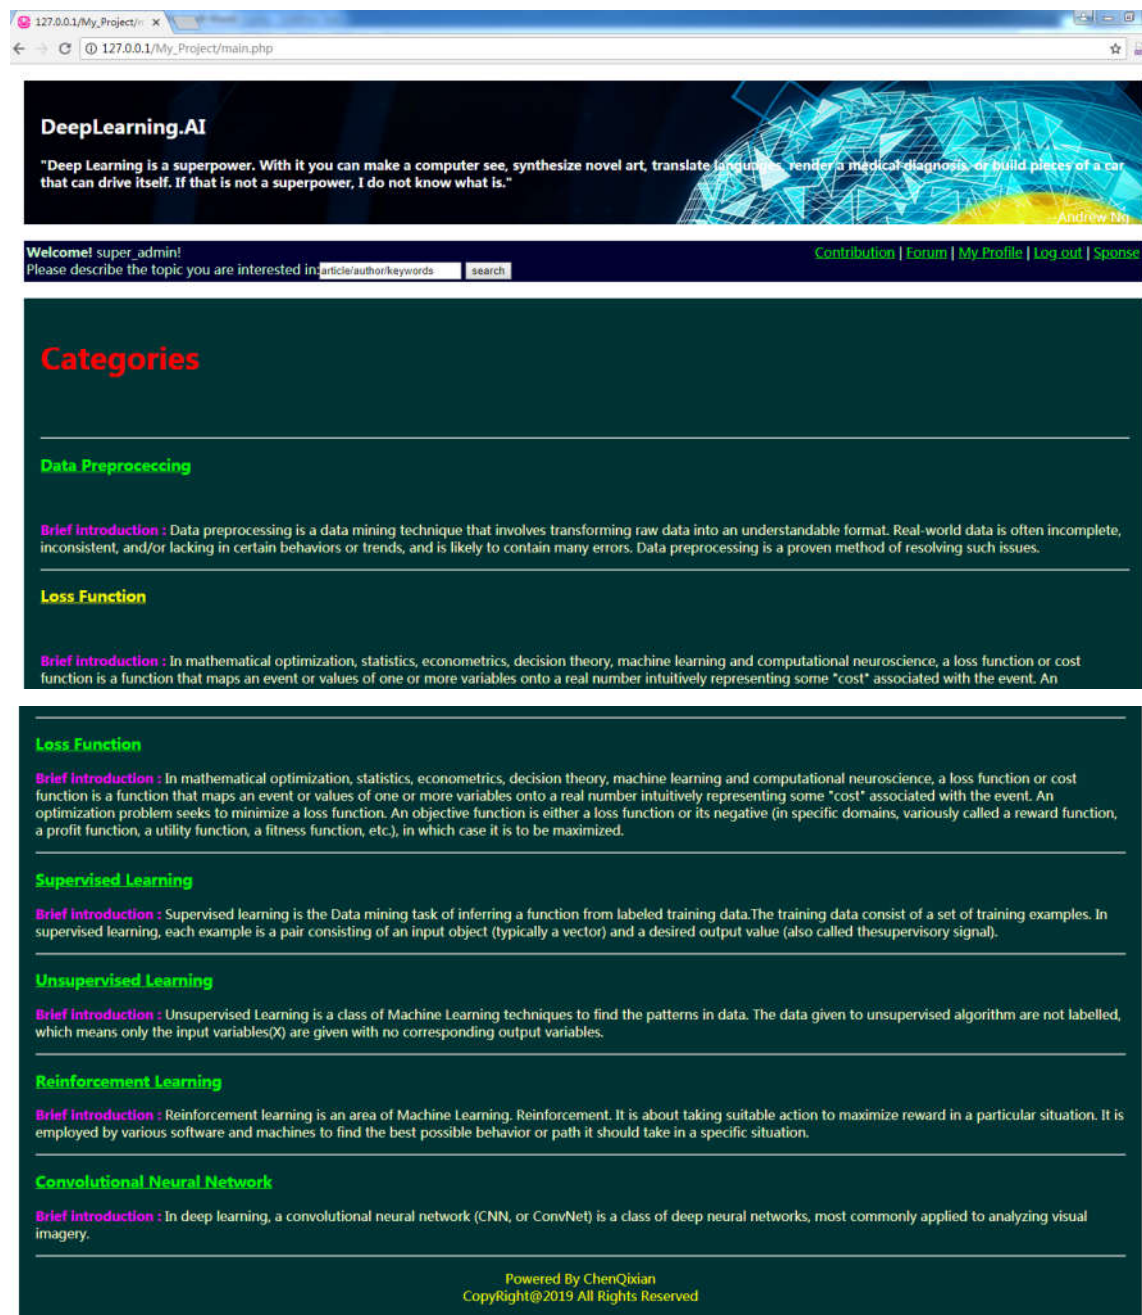 127.0.0.1/My_Project/
127.0.0.1/My_Project/main.php
DeepLearning.AI
"Deep Learning is a superpower. With it you can make a computer see, synthesize novel art, translate languages, render a medical diagnosis, or build pieces of a car
that can drive itself. If that is not a superpower, I do not know what is."
--Andrew Ng
Welcome! super_admin!
Contribution | Forum | My Profile | Log out | Sponse
Please describe the topic you are interested in:article/author/keywords search
Categories
Data Preproceccing
Brief introduction : Data preprocessing is a data mining technique that involves transforming raw data into an understandable format. Real-world data is often incomplete,
inconsistent, and/or lacking in certain behaviors or trends, and is likely to contain many errors. Data preprocessing is a proven method of resolving such issues.
Loss Function
Brief introduction : In mathematical optimization, statistics, econometrics, decision theory, machine learning and computational neuroscience, a loss function or cost
function is a function that maps an event or values of one or more variables onto a real number intuitively representing some "cost" associated with the event. An
Loss Function
Brief introduction : In mathematical optimization, statistics, econometrics, decision theory, machine learning and computational neuroscience, a loss function or cost
function is a function that maps an event or values of one or more variables onto a real number intuitively representing some "cost" associated with the event. An
optimization problem seeks to minimize a loss function. An objective function is either a loss function or its negative (in specific domains, variously called a reward function,
a profit function, a utility function, a fitness function, etc.), in which case it is to be maximized.
Supervised Learning
Brief introduction : Supervised learning is the Data mining task of inferring a function from labeled training data.The training data consist of a set of training examples. In
supervised learning, each example is a pair consisting of an input object (typically a vector) and a desired output value (also called thesupervisory signal).
Unsupervised Learning
Brief introduction : Unsupervised Learning is a class of Machine Learning techniques to find the patterns in data. The data given to unsupervised algorithm are not labelled,
which means only the input variables(X) are given with no corresponding output variables.
Reinforcement Learning
Brief introduction : Reinforcement learning is an area of Machine Learning. Reinforcement. It is about taking suitable action to maximize reward in a particular situation. It is
employed by various software and machines to find the best possible behavior or path it should take in a specific situation.
Convolutional Neural Network
Brief introduction : In deep learning, a convolutional neural network (CNN, or ConvNet) is a class of deep neural networks, most commonly applied to analyzing visual
imagery.
Powered By ChenQixian
CopyRight@2019 All Rights Reserved